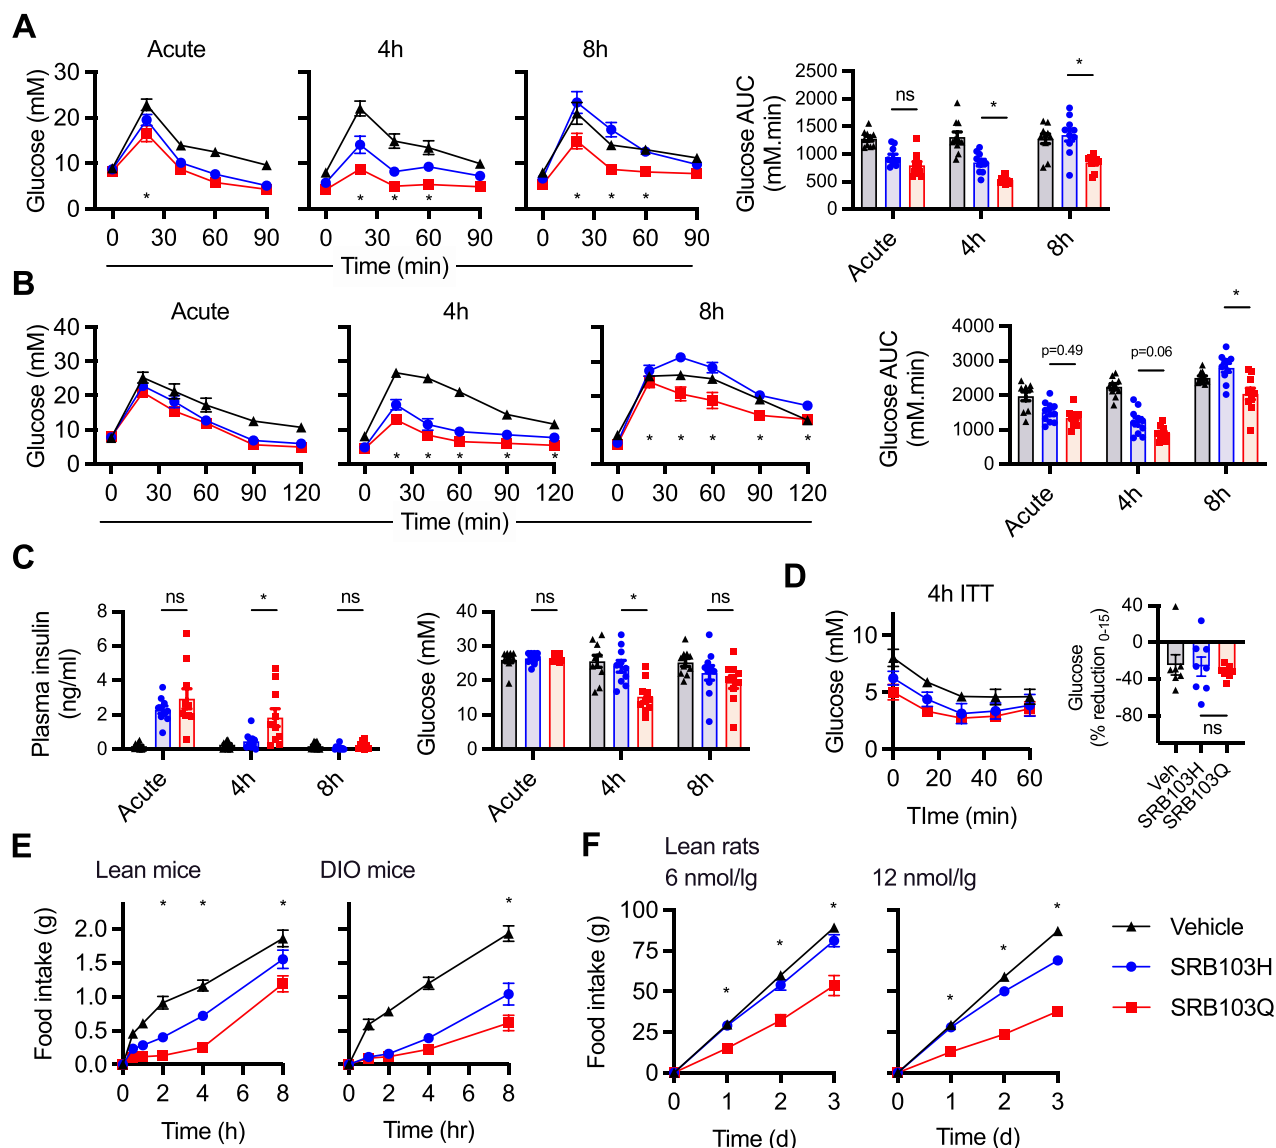 A
Acute
4h
8h
Glucose (mM)
30
20
10
0
0 30 60 90
0 30 60 90
0 30 60 90
* * * * * * *
Time (min)
Glucose AUC
(mM.min)
2500
2000
1500
1000
500
0
ns
*
*
Acute
4h
8h
B
Acute
4h
8h
Glucose (mM)
40
30
20
10
0
0 30 60 90 120
0 30 60 90 120
0 30 60 90 120
* * * * * * * * * *
Time (min)
Glucose AUC
(mM.min)
4000
3000
2000
1000
0
p=0.49
p=0.06
*
Acute
4h
8h
C
Plasma insulin
(ng/ml)
8
6
4
2
0
ns
*
ns
Acute
4h
8h
Glucose (mM)
40
30
20
10
0
ns
*
ns
Acute
4h
8h
D
4h ITT
Glucose (mM)
10
5
0
0 20 40 60
TIme (min)
Glucose
(% reduction 0-15)
40
0
-40
-80
ns
Veh
SRB103H
SRB103Q
E
Lean mice
Food intake (g)
2.0
1.5
1.0
0.5
0.0
* * *
0 2 4 6 8
Time (h)
DIO mice
*
0 2 4 6 8
Time (hr)
F
Lean rats
6 nmol/lg
Food intake (g)
100
75
50
25
0
* * *
0 1 2 3
Time (d)
12 nmol/lg
* * *
0 1 2 3
Time (d)
Vehicle
SRB103H
SRB103Q